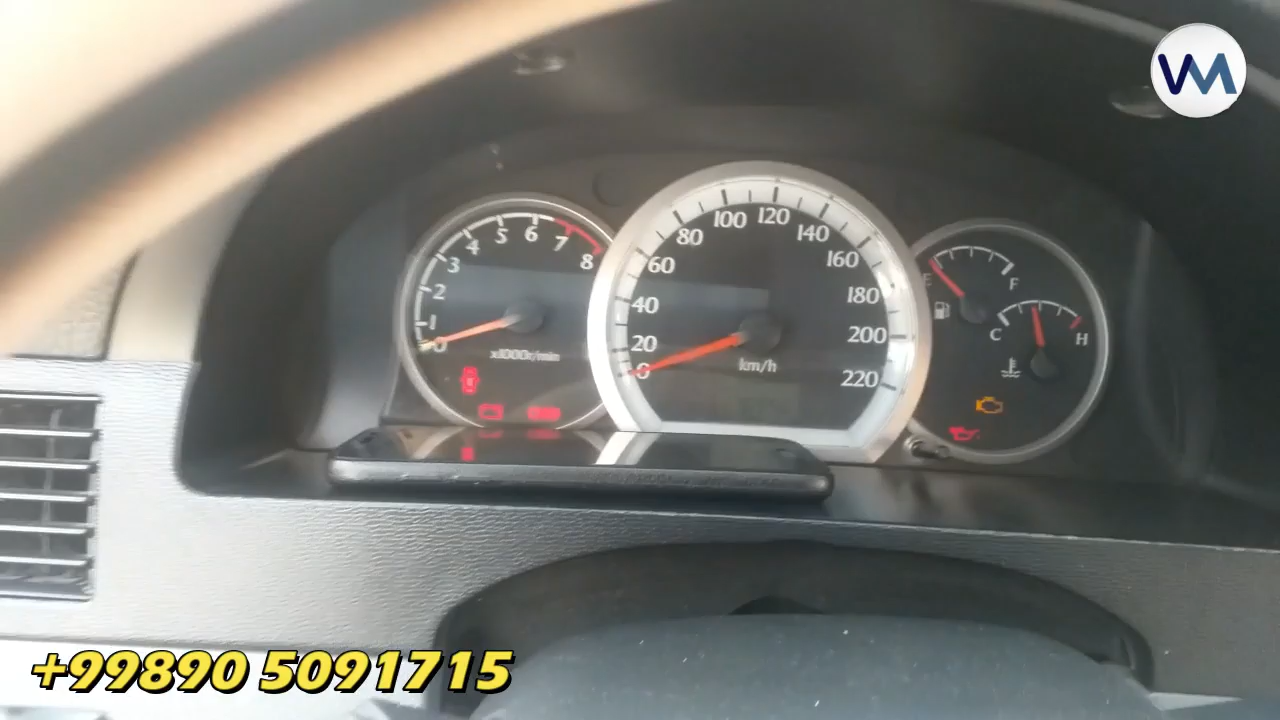 VM
0 1 2 3 4 5 6 7 8
x1000r/min
0 20 40 60 80 100 120 140 160 180 200 220
km/h
E F
C H
+99890 5091715